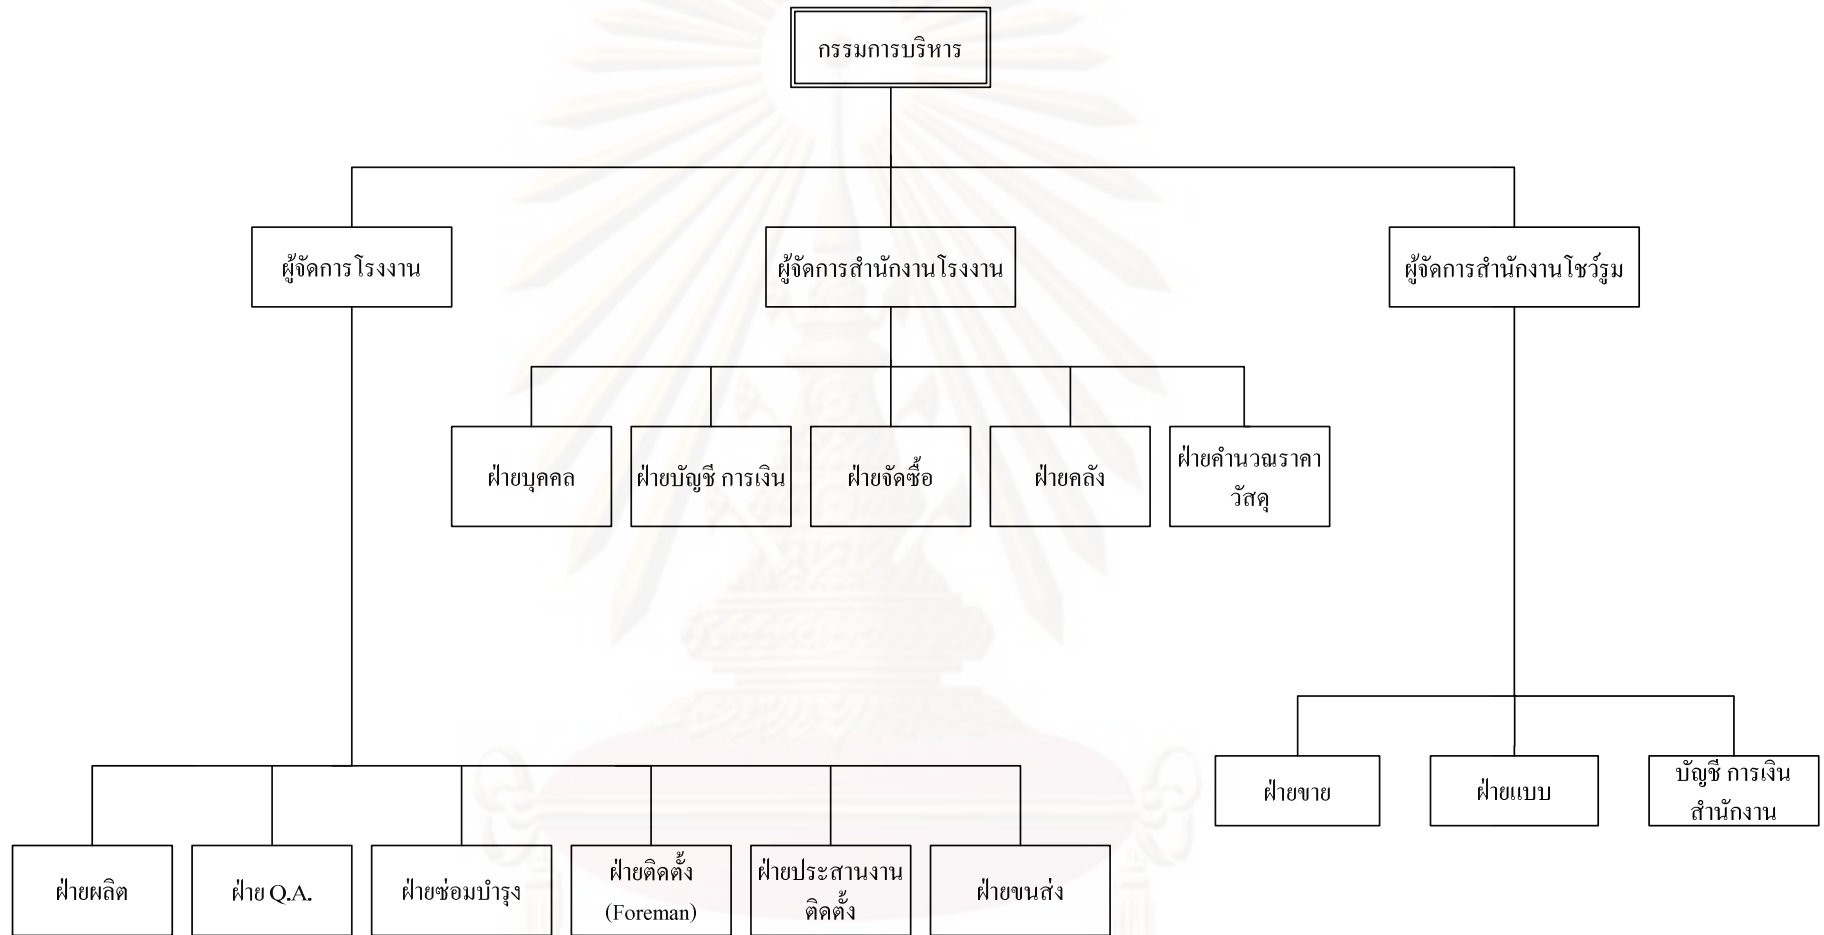 กรรมการบริหาร
ผู้จัดการโรงงาน
ผู้จัดการสำนักงานโรงงาน
ผู้จัดการสำนักงานโชว์รูม
ฝ่ายบุคคล
ฝ่ายบัญชี การเงิน
ฝ่ายจัดซื้อ
ฝ่ายคลัง
ฝ่ายคำนวณราคา
วัสดุ
ฝ่ายขาย
ฝ่ายแบบ
บัญชี การเงิน
สำนักงาน
ฝ่ายผลิต
ฝ่าย Q.A.
ฝ่ายซ่อมบำรุง
ฝ่ายติดตั้ง
(Foreman)
ฝ่ายประสานงาน
ติดตั้ง
ฝ่ายขนส่ง